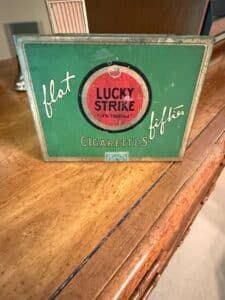 flat
LUCKY
STRIKE
"IT'S TOASTED"
CIGARETTES
fifties